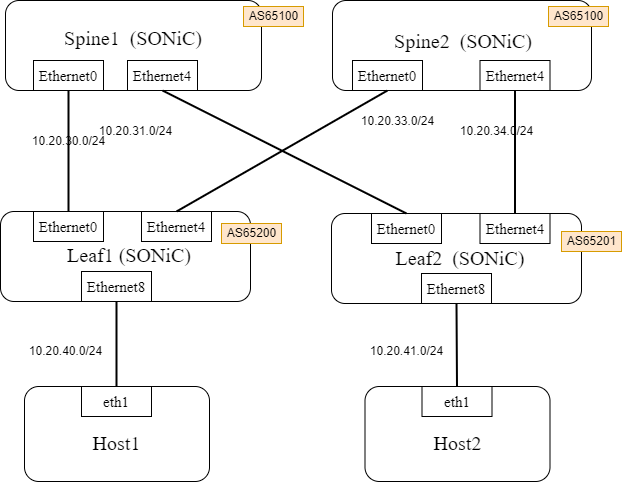 AS65100
AS65100
Spine1  (SONiC)
Spine2  (SONiC)
Ethernet0
Ethernet4
Ethernet0
Ethernet4
10.20.30.0/24
10.20.31.0/24
10.20.33.0/24
10.20.34.0/24
Ethernet0
Ethernet4
Ethernet0
Ethernet4
AS65200
AS65201
Leaf1 (SONiC)
Leaf2  (SONiC)
Ethernet8
Ethernet8
10.20.40.0/24
10.20.41.0/24
eth1
eth1
Host1
Host2